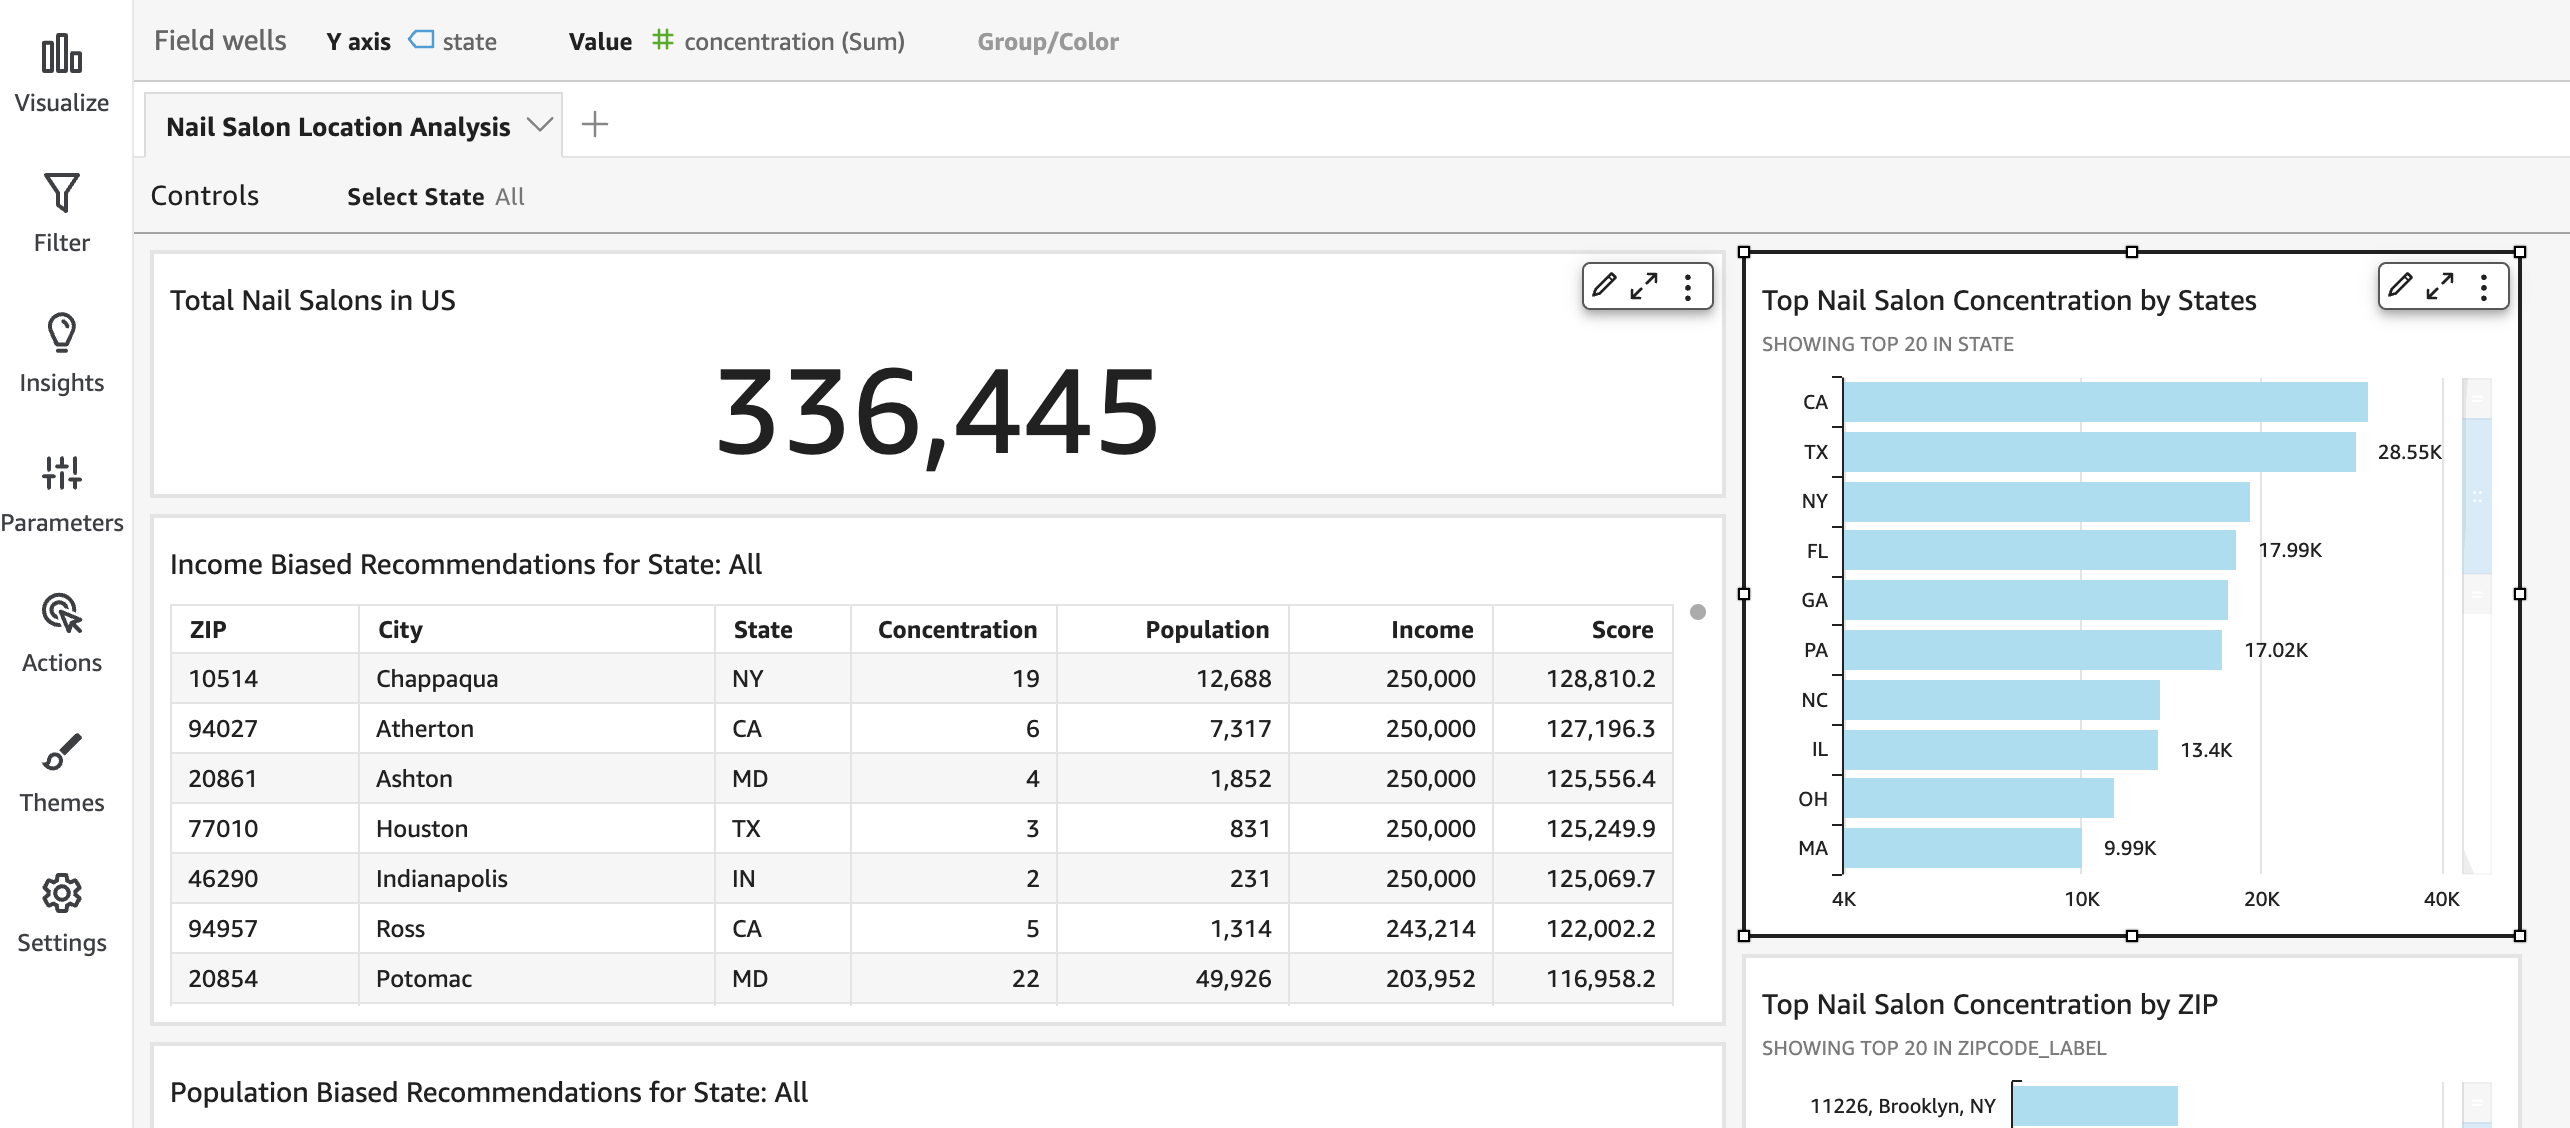 Field wells Y axis state Value # concentration (Sum) Group/Color
Visualize
Filter
Insights
Parameters
Actions
Themes
Settings
Nail Salon Location Analysis
Controls Select State All
Total Nail Salons in US
336,445
Income Biased Recommendations for State: All
ZIP City State Concentration Population Income Score
10514 Chappaqua NY 19 12,688 250,000 128,810.2
94027 Atherton CA 6 7,317 250,000 127,196.3
20861 Ashton MD 4 1,852 250,000 125,556.4
77010 Houston TX 3 831 250,000 125,249.9
46290 Indianapolis IN 2 231 250,000 125,069.7
94957 Ross CA 5 1,314 243,214 122,002.2
20854 Potomac MD 22 49,926 203,952 116,958.2
Population Biased Recommendations for State: All
Top Nail Salon Concentration by States
SHOWING TOP 20 IN STATE
CA
TX 28.55K
NY
FL 17.99K
GA
PA 17.02K
NC
IL 13.4K
OH
MA 9.99K
4K 10K 20K 40K
Top Nail Salon Concentration by ZIP
SHOWING TOP 20 IN ZIPCODE_LABEL
11226, Brooklyn, NY